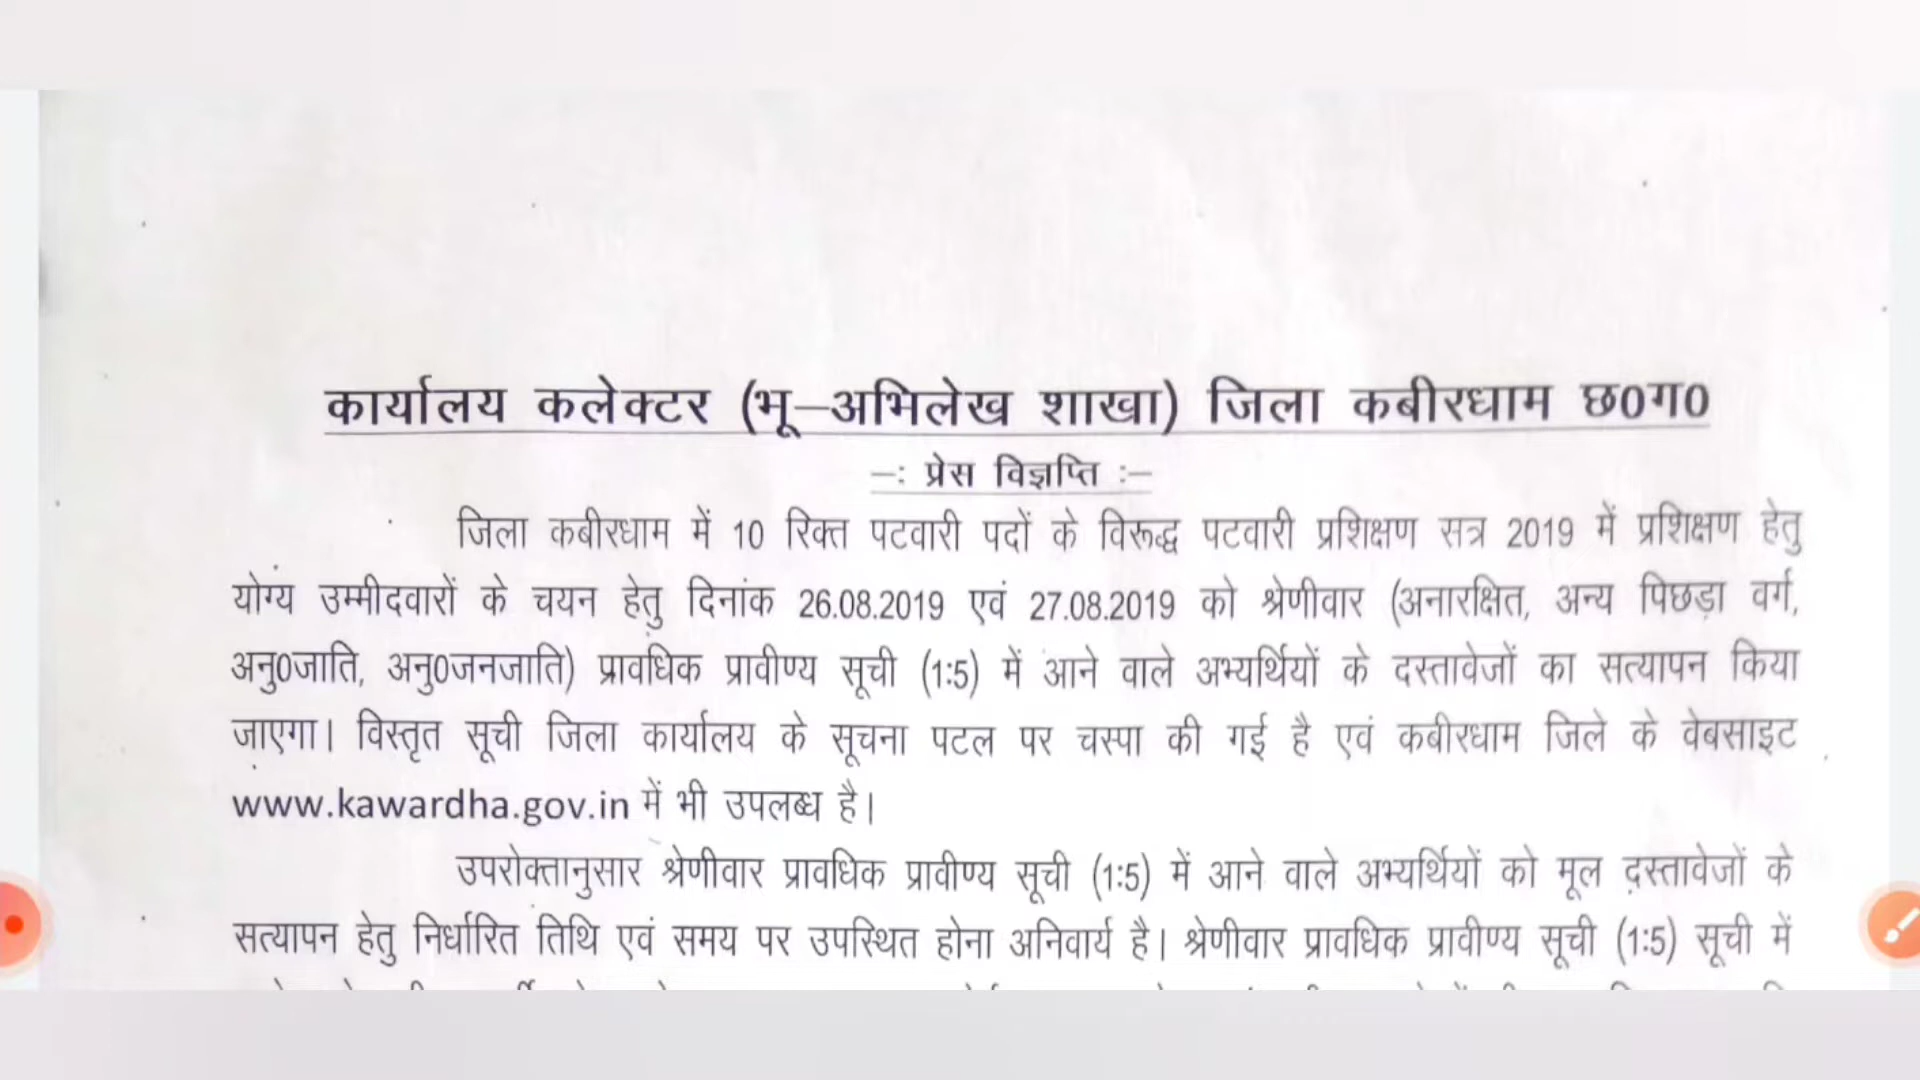 कार्यालय कलेक्टर (भू–अभिलेख शाखा) जिला कबीरधाम छ0ग0
–: प्रेस विज्ञप्ति :–
जिला कबीरधाम में 10 रिक्त पटवारी पदों के विरूद्ध पटवारी प्रशिक्षण सत्र 2019 में प्रशिक्षण हेतु
योग्य उम्मीदवारों के चयन हेतु दिनांक 26.08.2019 एवं 27.08.2019 को श्रेणीवार (अनारक्षित, अन्य पिछड़ा वर्ग,
अनु0जाति, अनु0जनजाति) प्रावधिक प्रावीण्य सूची (1:5) में आने वाले अभ्यर्थियों के दस्तावेजों का सत्यापन किया
जाएगा। विस्तृत सूची जिला कार्यालय के सूचना पटल पर चस्पा की गई है एवं कबीरधाम जिले के वेबसाइट
www.kawardha.gov.in में भी उपलब्ध है।
उपरोक्तानुसार श्रेणीवार प्रावधिक प्रावीण्य सूची (1:5) में आने वाले अभ्यर्थियों को मूल दस्तावेजों के
सत्यापन हेतु निर्धारित तिथि एवं समय पर उपस्थित होना अनिवार्य है। श्रेणीवार प्रावधिक प्रावीण्य सूची (1:5) सूची में